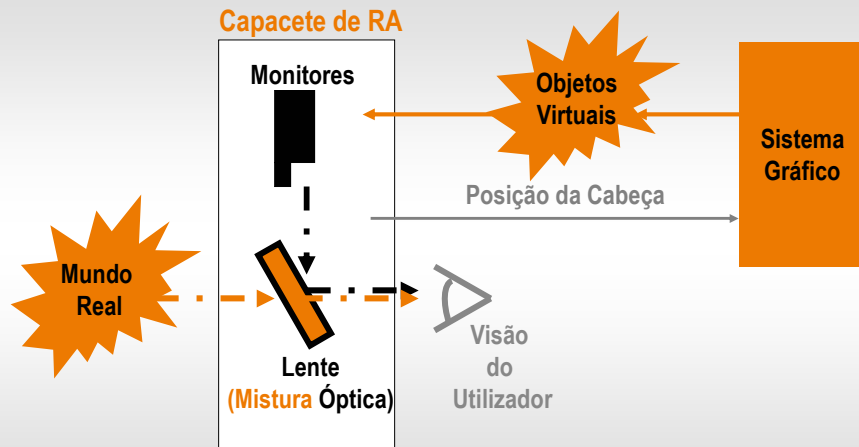 Capacete de RA
Monitores
Objetos
Virtuais
Sistema
Gráfico
Posição da Cabeça
Mundo
Real
Lente
(Mistura Óptica)
Visão
do
Utilizador